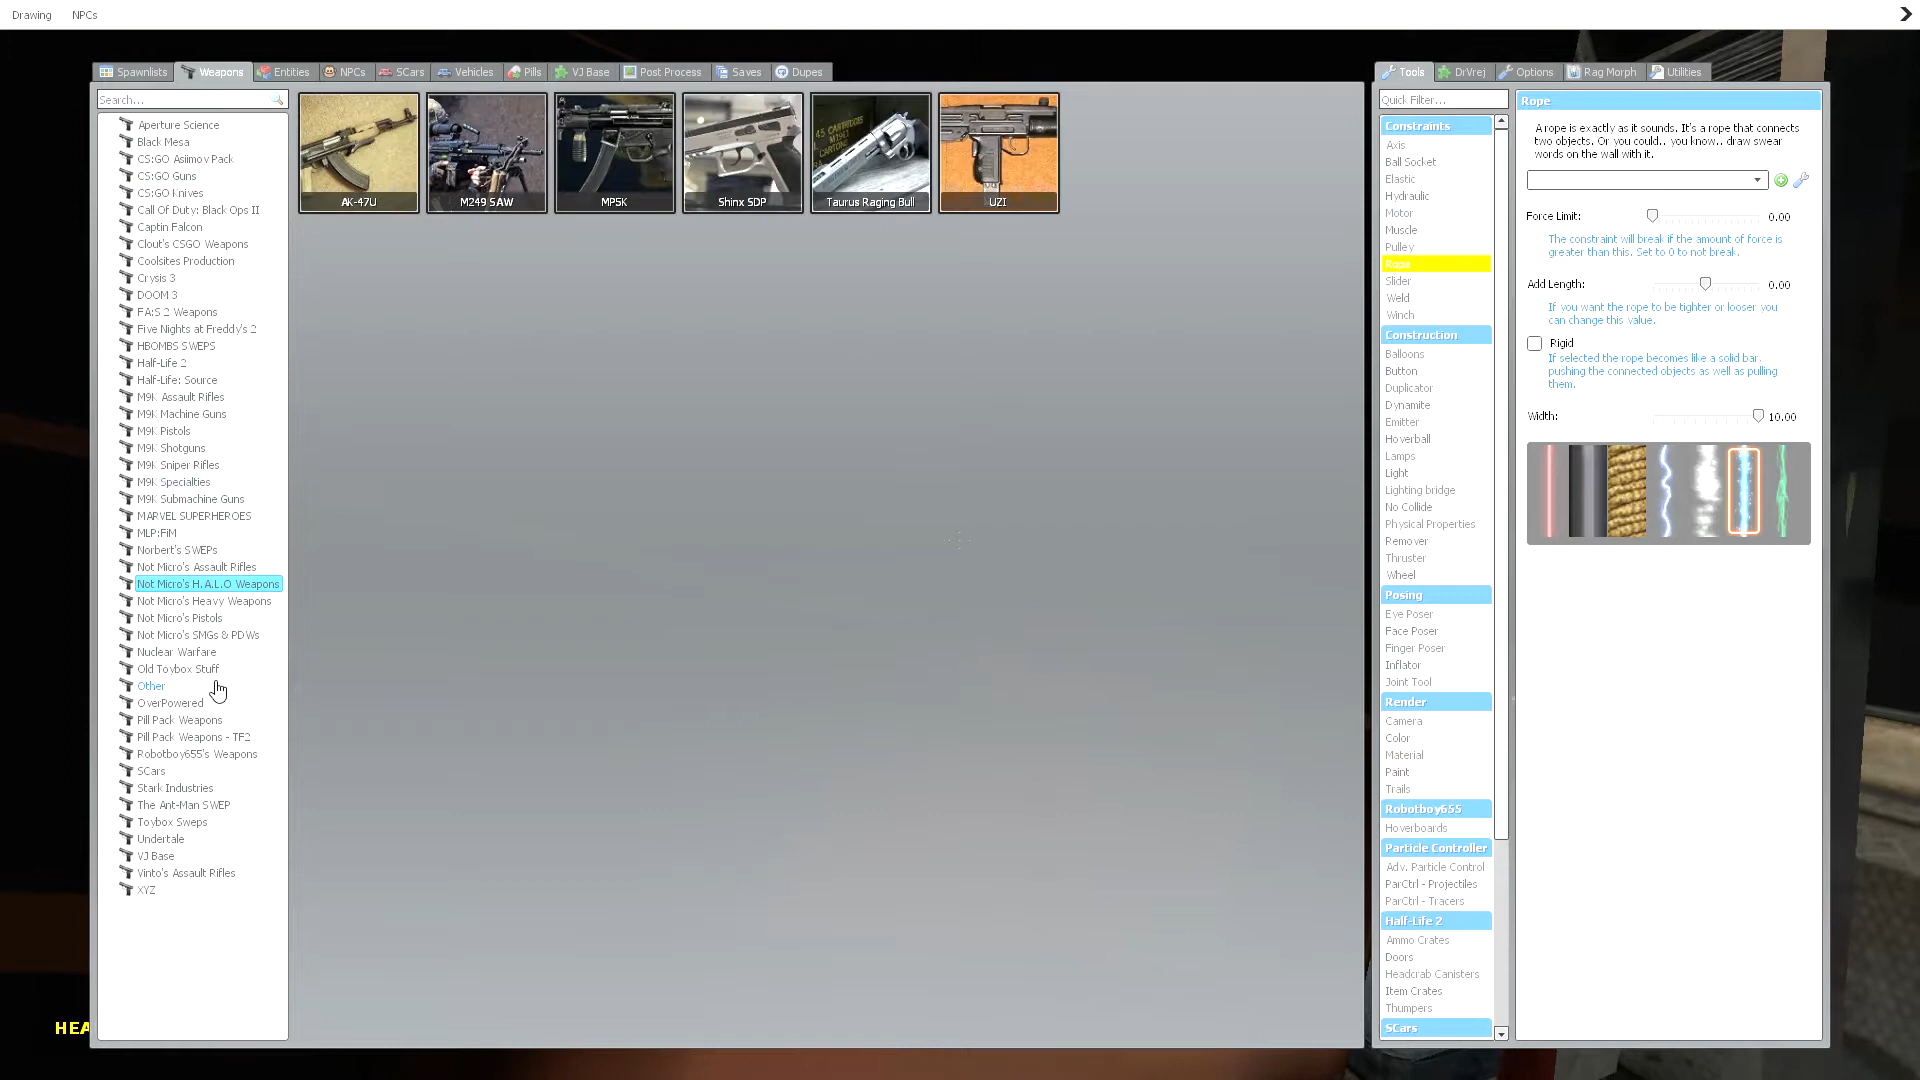 Drawing NPCs
Spawnlists Weapons Entities NPCs SCars Vehicles Pills VJ Base Post Process Saves Dupes
Search...
Aperture Science
Black Mesa
CS:GO Asiimov Pack
CS:GO Guns
CS:GO Knives
Call Of Duty: Black Ops II
Captin Falcon
Clout's CSGO Weapons
Coolsites Production
Crysis 3
DOOM 3
FA:S 2 Weapons
Five Nights at Freddy's 2
HBOMBS SWEPS
Half-Life 2
Half-Life: Source
M9K Assault Rifles
M9K Machine Guns
M9K Pistols
M9K Shotguns
M9K Sniper Rifles
M9K Specialties
M9K Submachine Guns
MARVEL SUPERHEROES
MLP:FiM
Norbert's SWEPs
Not Micro's Assault Rifles
Not Micro's H.A.L.O Weapons
Not Micro's Heavy Weapons
Not Micro's Pistols
Not Micro's SMGs & PDWs
Nuclear Warfare
Old Toybox Stuff
Other
OverPowered
Pill Pack Weapons
Pill Pack Weapons - TF2
Robotboy655's Weapons
SCars
Stark Industries
The Ant-Man SWEP
Toybox Sweps
Undertale
VJ Base
Vinto's Assault Rifles
XYZ
HEA
45 CARTRIDGES
AK-47U M249 SAW MP5K Shinx SDP Taurus Raging Bull UZI
Tools DrVrej Options Rag Morph Utilities
Quick Filter...
Constraints
Axis
Ball Socket
Elastic
Hydraulic
Motor
Muscle
Pulley
Rope
Slider
Weld
Winch
Construction
Balloons
Button
Duplicator
Dynamite
Emitter
Hoverball
Lamps
Light
Lighting bridge
No Collide
Physical Properties
Remover
Thruster
Wheel
Posing
Eye Poser
Face Poser
Finger Poser
Inflator
Joint Tool
Render
Camera
Color
Material
Paint
Trails
Robotboy655
Hoverboards
Particle Controller
Adv. Particle Control
ParCtrl - Projectiles
ParCtrl - Tracers
Half-Life 2
Ammo Crates
Doors
Headcrab Canisters
Item Crates
Thumpers
SCars
Rope
A rope is exactly as it sounds. It's a rope that connects
two objects. Or you could.. you know.. draw swear
words on the wall with it.
Force Limit: 0.00
The constraint will break if the amount of force is
greater than this. Set to 0 to not break.
Add Length: 0.00
If you want the rope to be tighter or looser you
can change this value.
Rigid
If selected the rope becomes like a solid bar,
pushing the connected objects as well as pulling
them.
Width: 10.00